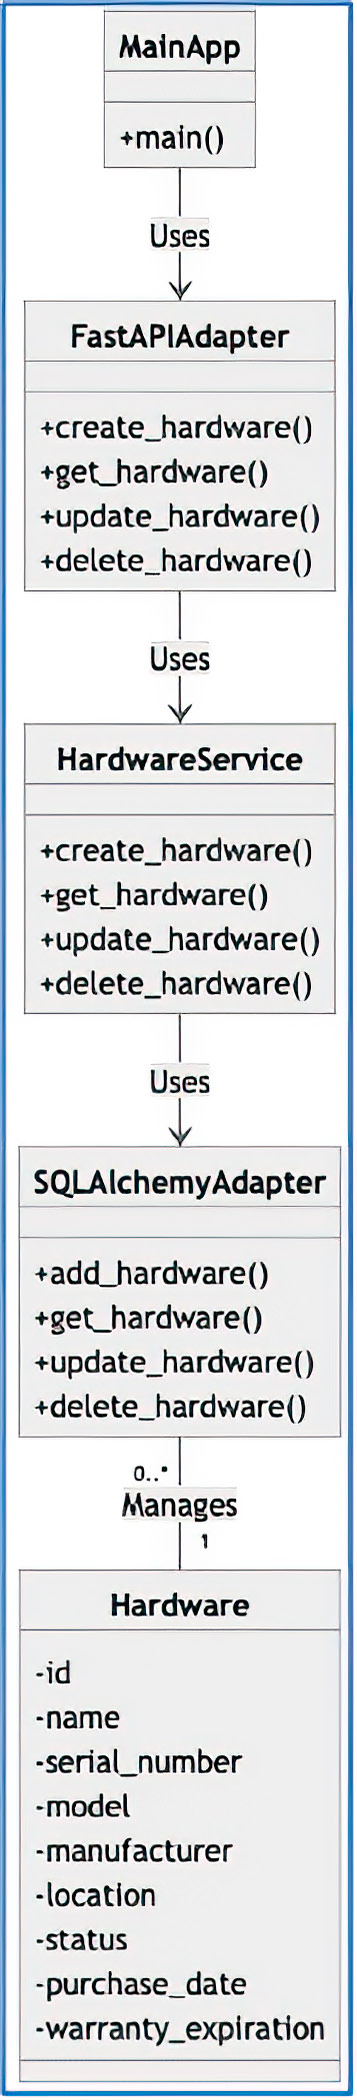 MainApp
+main()
Uses
FastAPIAdapter
+create_hardware()
+get_hardware()
+update_hardware()
+delete_hardware()
Uses
HardwareService
+create_hardware()
+get_hardware()
+update_hardware()
+delete_hardware()
Uses
SQLAlchemyAdapter
+add_hardware()
+get_hardware()
+update_hardware()
+delete_hardware()
0..*
Manages
1
Hardware
-id
-name
-serial_number
-model
-manufacturer
-location
-status
-purchase_date
-warranty_expiration